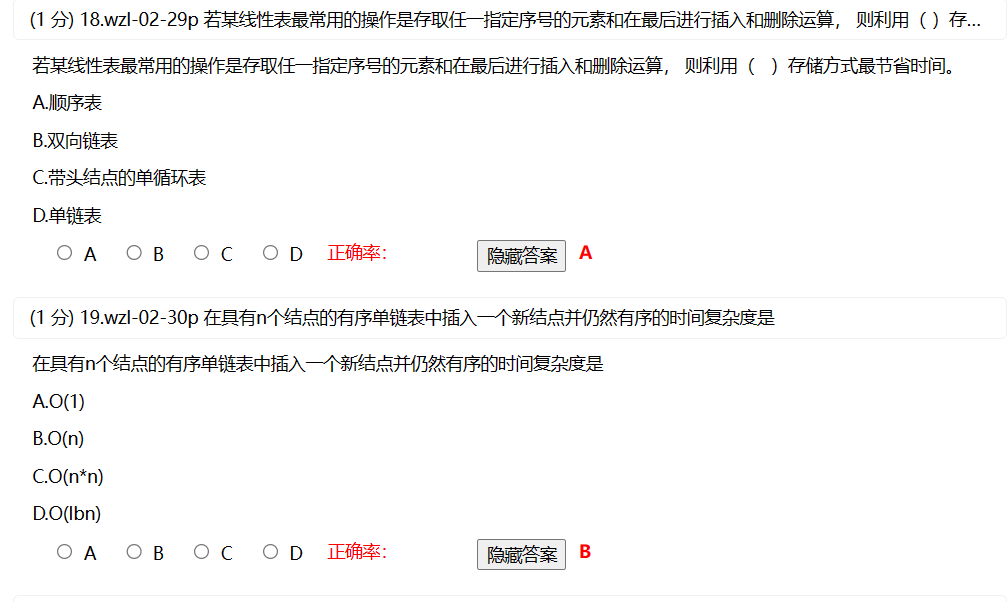 (1 分) 18.wzl-02-29p 若某线性表最常用的操作是存取任一指定序号的元素和在最后进行插入和删除运算， 则利用（ ）存...
若某线性表最常用的操作是存取任一指定序号的元素和在最后进行插入和删除运算， 则利用（ ）存储方式最节省时间。
A.顺序表
B.双向链表
C.带头结点的单循环表
D.单链表
A B C D 正确率： 隐藏答案 A
(1 分) 19.wzl-02-30p 在具有n个结点的有序单链表中插入一个新结点并仍然有序的时间复杂度是
在具有n个结点的有序单链表中插入一个新结点并仍然有序的时间复杂度是
A.O(1)
B.O(n)
C.O(n*n)
D.O(lbn)
A B C D 正确率： 隐藏答案 B